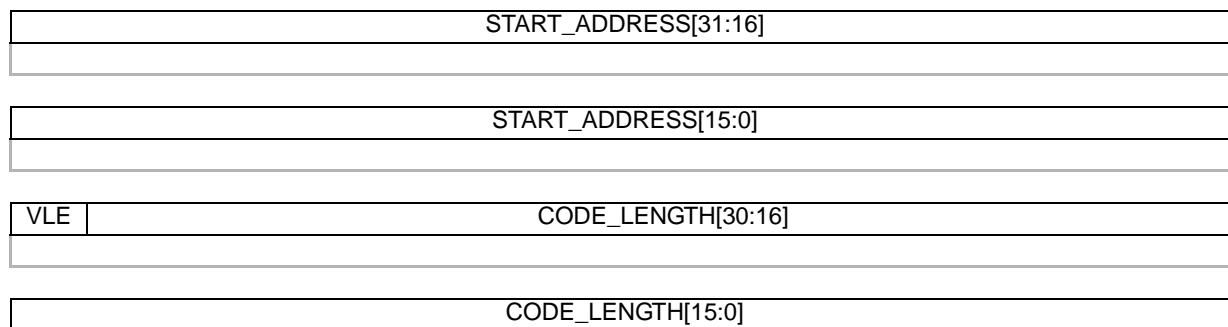 START_ADDRESS[31:16]
START_ADDRESS[15:0]
VLE CODE_LENGTH[30:16]
CODE_LENGTH[15:0]